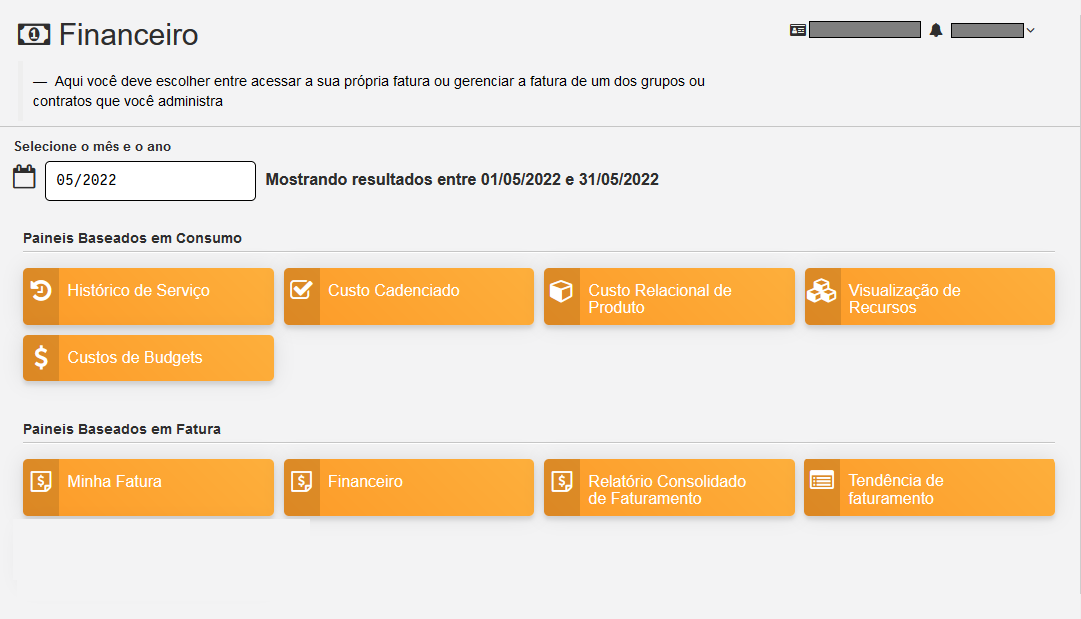 Financeiro
— Aqui você deve escolher entre acessar a sua própria fatura ou gerenciar a fatura de um dos grupos ou
contratos que você administra
Selecione o mês e o ano
05/2022
Mostrando resultados entre 01/05/2022 e 31/05/2022
Paineis Baseados em Consumo
Histórico de Serviço
Custo Cadenciado
Custo Relacional de
Produto
Visualização de
Recursos
Custos de Budgets
Paineis Baseados em Fatura
Minha Fatura
Financeiro
Relatório Consolidado
de Faturamento
Tendência de
faturamento